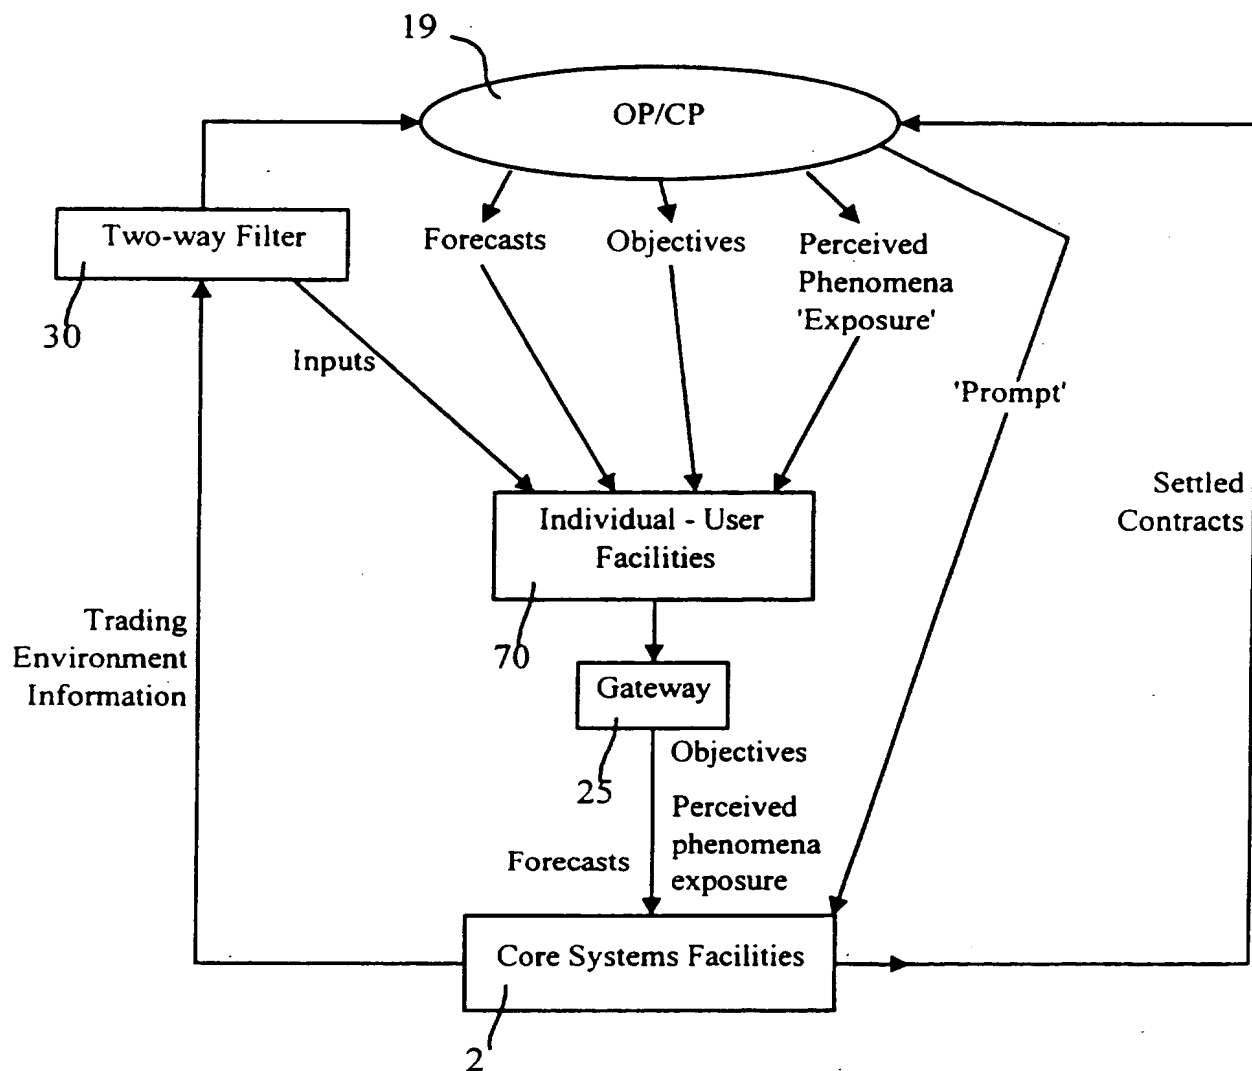 19
OP/CP
Two-way Filter
30
Forecasts
Objectives
Perceived
Phenomena
'Exposure'
Inputs
'Prompt'
Settled
Contracts
Individual - User
Facilities
70
Trading
Environment
Information
Gateway
25
Objectives
Perceived
phenomena
exposure
Forecasts
Core Systems Facilities
2